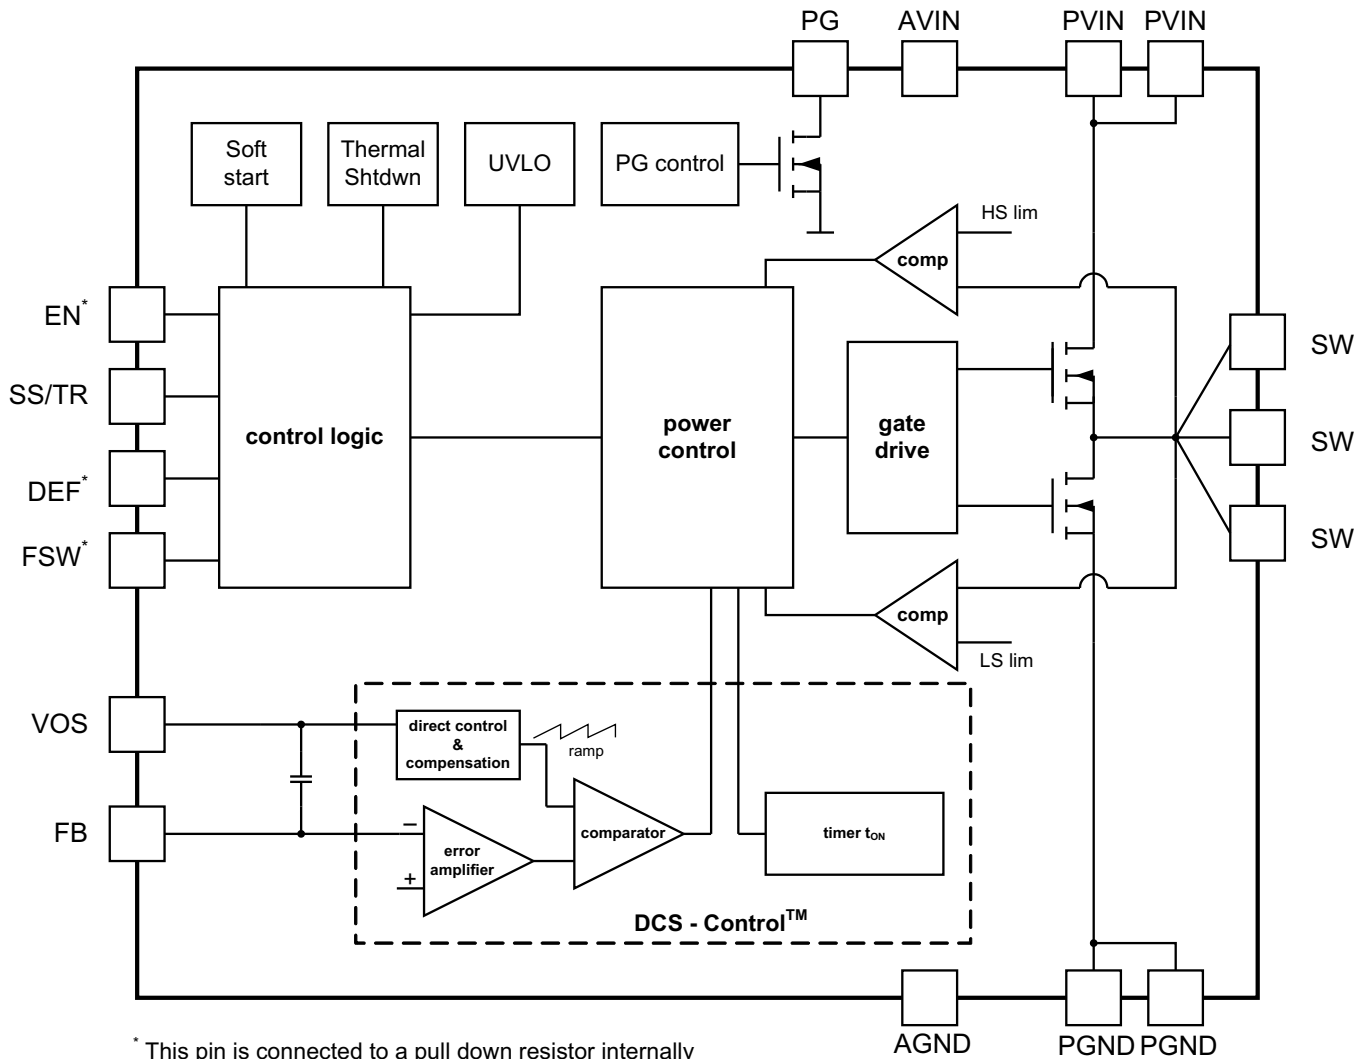 PG
AVIN
PVIN
PVIN
Soft
start
Thermal
Shtdwn
UVLO
PG control
HS lim
comp
EN*
SS/TR
DEF*
FSW*
control logic
power
control
gate
drive
SW
SW
SW
comp
LS lim
VOS
FB
direct control
&
compensation
ramp
−
+
error
amplifier
comparator
timer tON
DCS - Control™
AGND
PGND
PGND
* This pin is connected to a pull down resistor internally